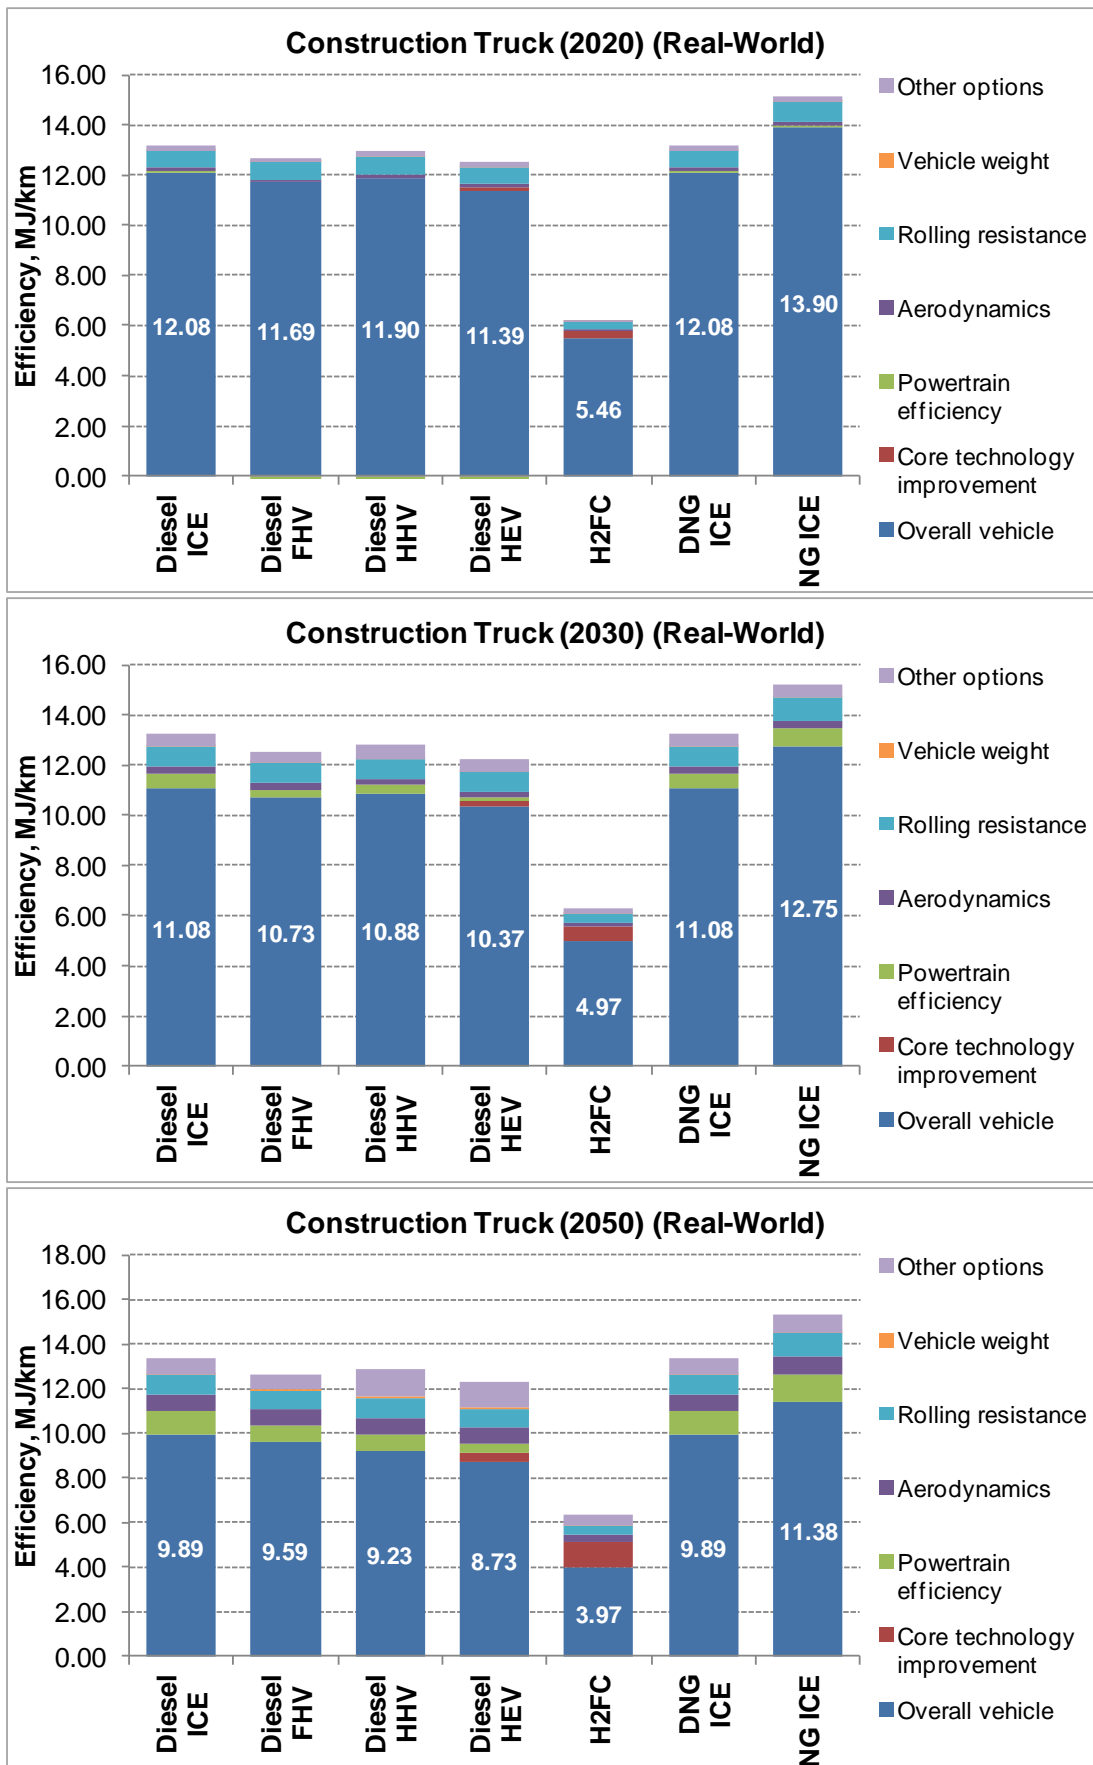 Construction Truck (2020) (Real-World)
Efficiency, MJ/km
16.00
14.00
12.00
10.00
8.00
6.00
4.00
2.00
0.00
12.08
11.69
11.90
11.39
5.46
12.08
13.90
Diesel
ICE
Diesel
FHV
Diesel
HHV
Diesel
HEV
H2FC
DNG
ICE
NG ICE
Other options
Vehicle weight
Rolling resistance
Aerodynamics
Powertrain
efficiency
Core technology
improvement
Overall vehicle
Construction Truck (2030) (Real-World)
Efficiency, MJ/km
16.00
14.00
12.00
10.00
8.00
6.00
4.00
2.00
0.00
11.08
10.73
10.88
10.37
4.97
11.08
12.75
Diesel
ICE
Diesel
FHV
Diesel
HHV
Diesel
HEV
H2FC
DNG
ICE
NG ICE
Other options
Vehicle weight
Rolling resistance
Aerodynamics
Powertrain
efficiency
Core technology
improvement
Overall vehicle
Construction Truck (2050) (Real-World)
Efficiency, MJ/km
18.00
16.00
14.00
12.00
10.00
8.00
6.00
4.00
2.00
0.00
9.89
9.59
9.23
8.73
3.97
9.89
11.38
Diesel
ICE
Diesel
FHV
Diesel
HHV
Diesel
HEV
H2FC
DNG
ICE
NG ICE
Other options
Vehicle weight
Rolling resistance
Aerodynamics
Powertrain
efficiency
Core technology
improvement
Overall vehicle